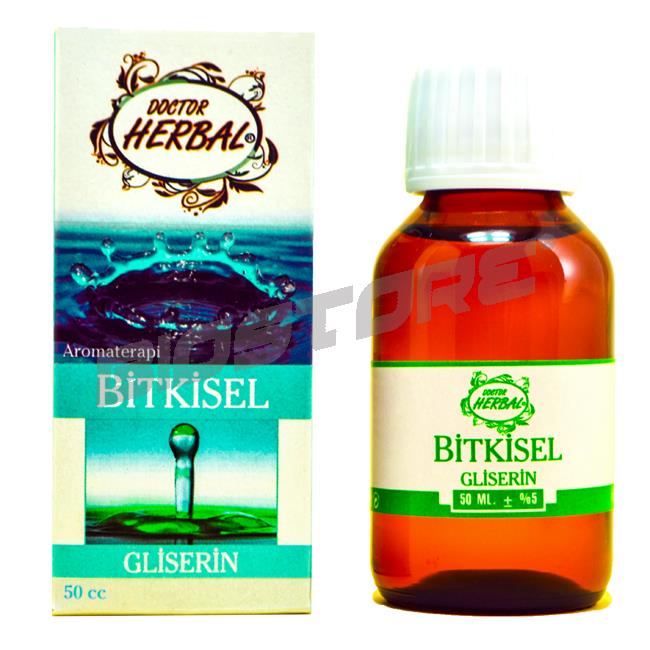 DOCTOR
HERBAL®
Aromaterapi
BİTKİSEL
GLİSERİN
50 cc
DOCTOR
HERBAL®
BİTKİSEL
GLİSERİN
50 ML. ± %5
BIOSTORE